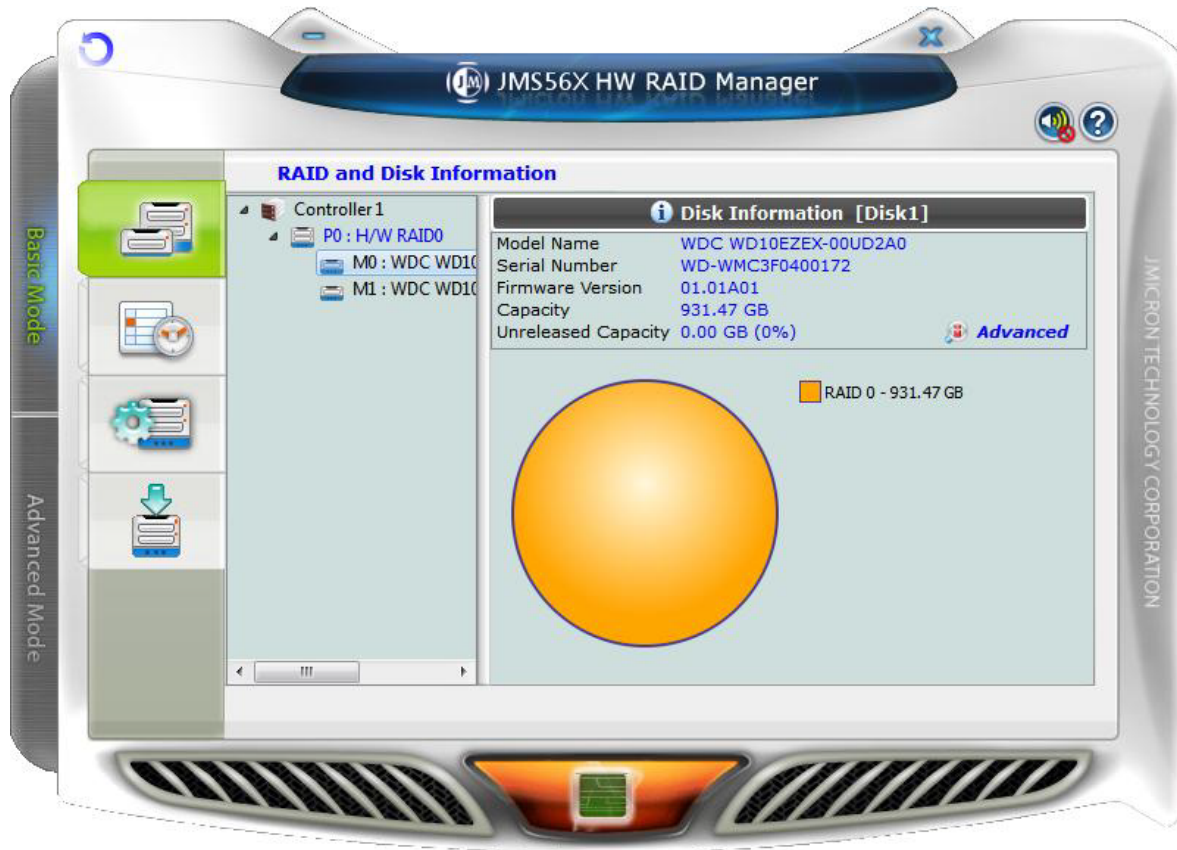 JM JMS56X HW RAID Manager
RAID and Disk Information
Basic Mode
Advanced Mode
Controller1
P0 : H/W RAID0
M0 : WDC WD10
M1 : WDC WD10
Disk Information [Disk1]
Model Name WDC WD10EZEX-00UD2A0
Serial Number WD-WMC3F0400172
Firmware Version 01.01A01
Capacity 931.47 GB
Unreleased Capacity 0.00 GB (0%)
Advanced
RAID 0 - 931.47 GB
JMICRON TECHNOLOGY CORPORATION